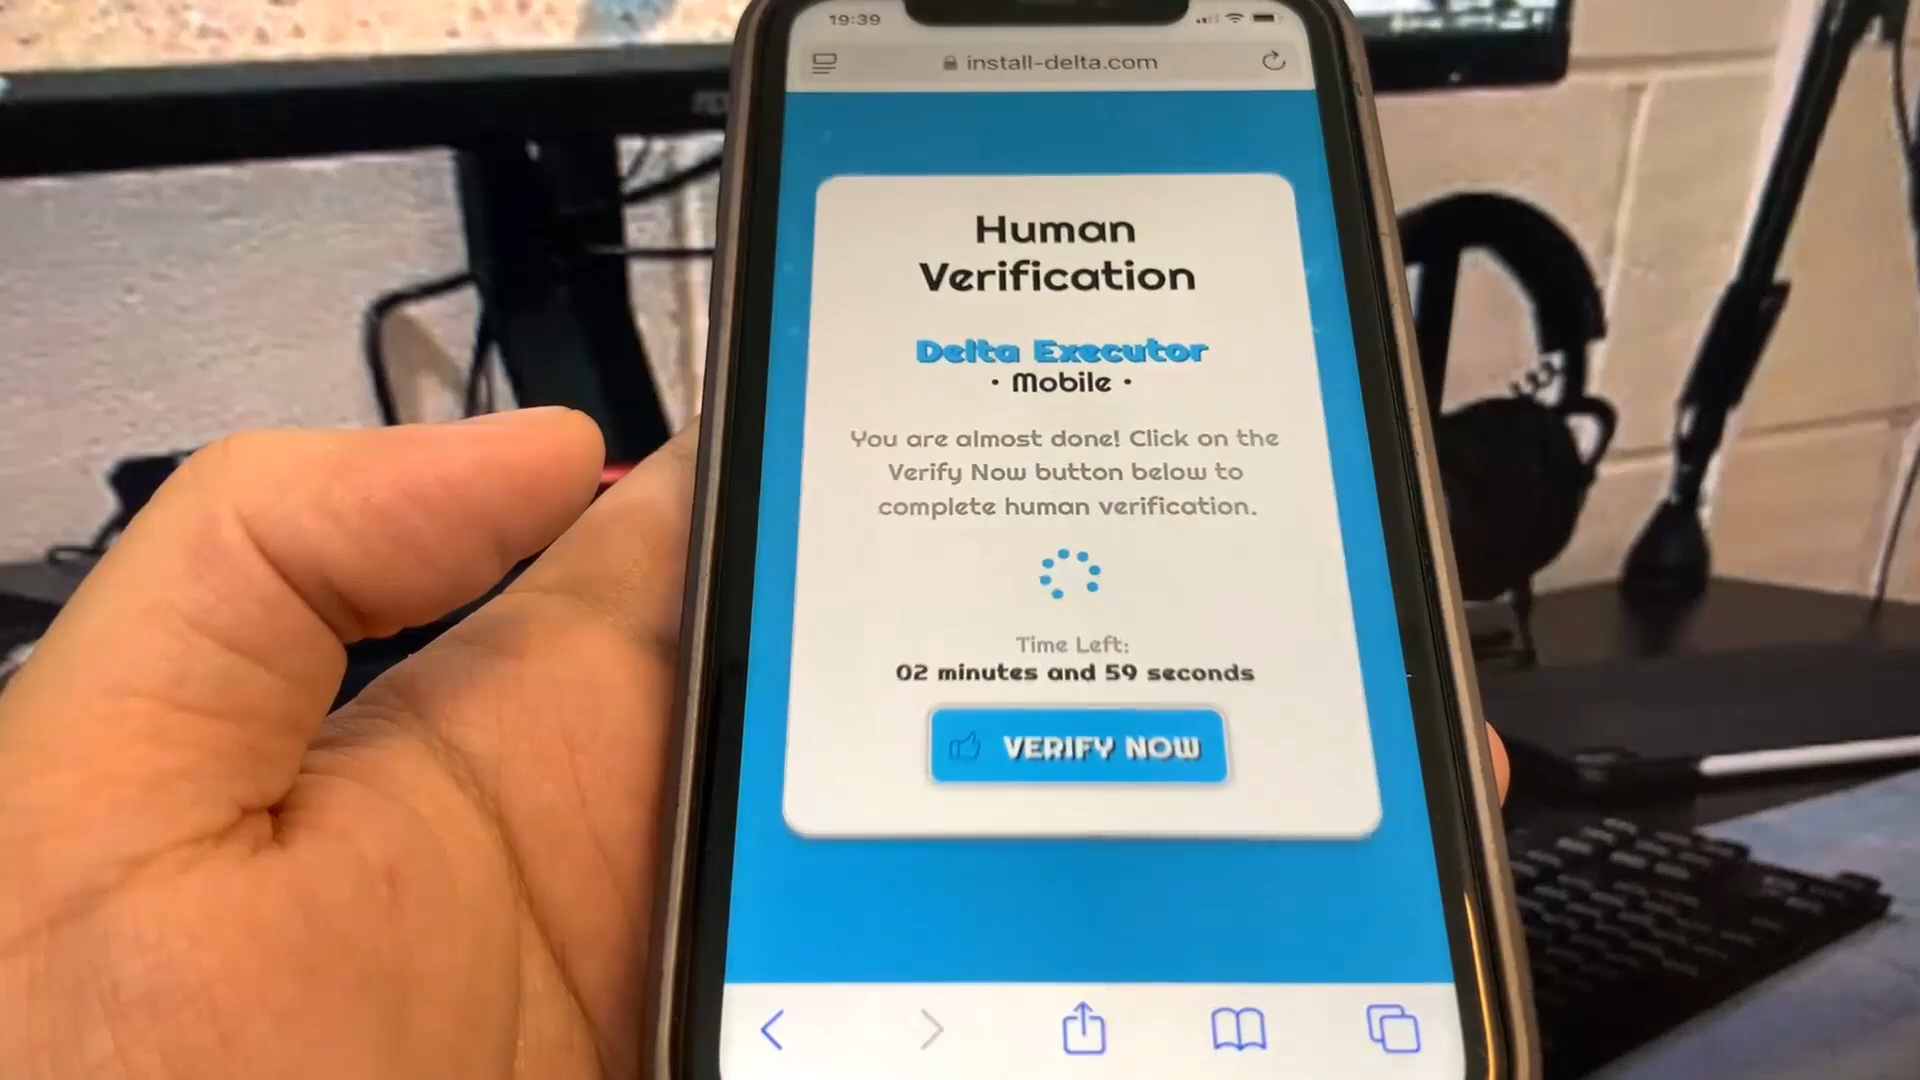 19:39
install-delta.com
Human
Verification
Delta Executor
• Mobile •
You are almost done! Click on the
Verify Now button below to
complete human verification.
Time Left:
02 minutes and 59 seconds
VERIFY NOW